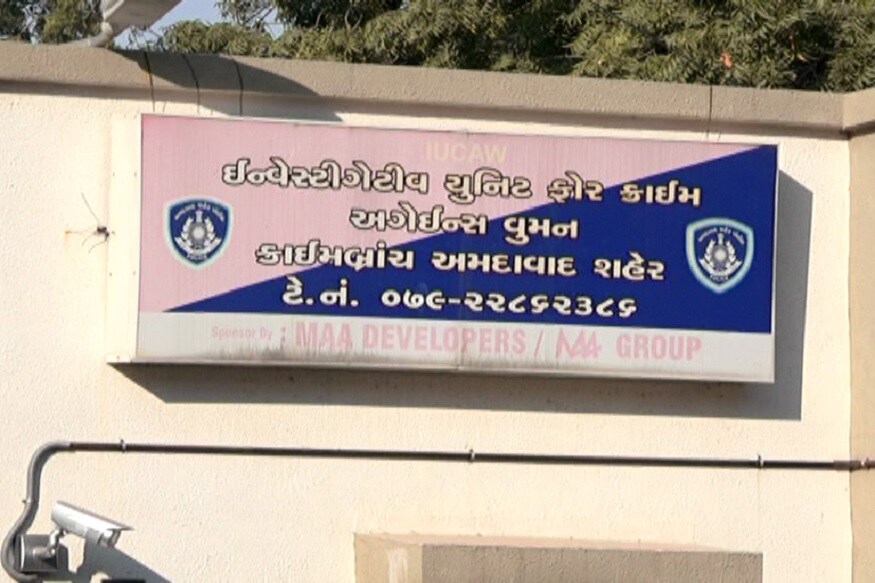 IUCAW
ઈન્વેસ્ટીગેટીવ યુનિટ ફોર ક્રાઈમ
અગેઈન્સ વુમન
ક્રાઈમબ્રાંચ અમદાવાદ શહેર
ટે.નં. ૦૭૯-૨૨૮૬૨૩૮૬
Sponsor By : MAA DEVELOPERS / MAA GROUP